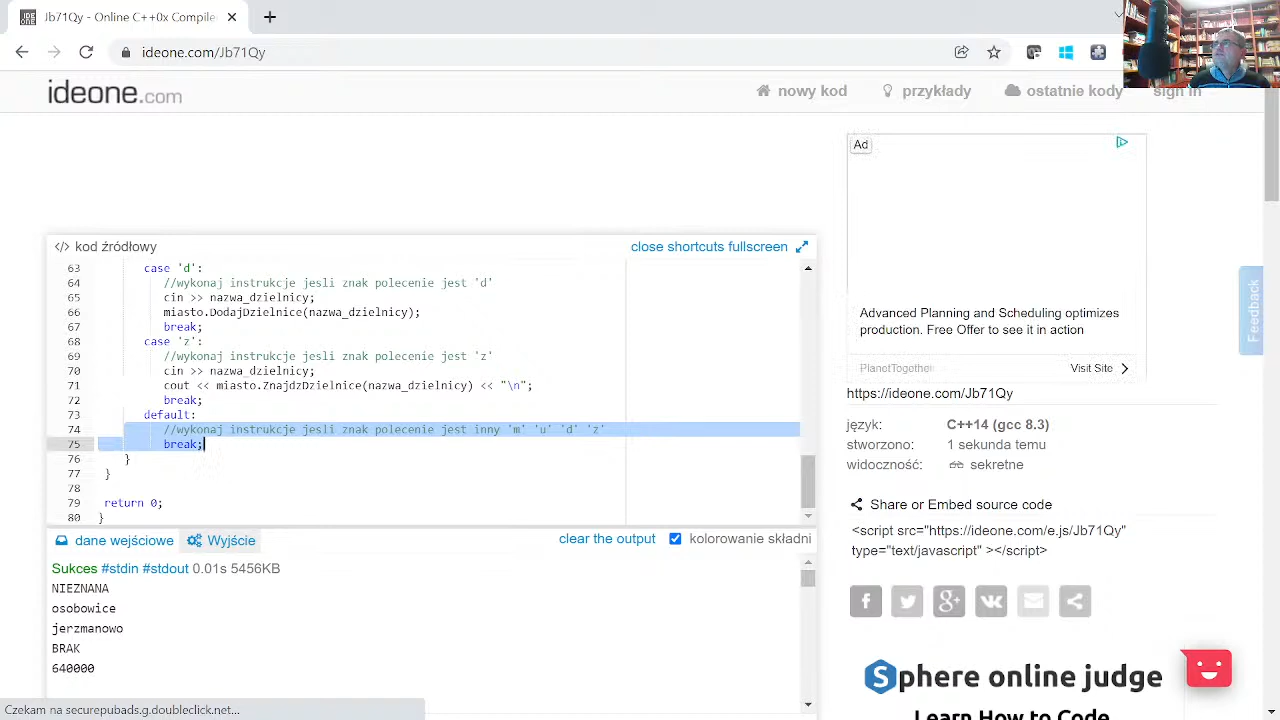 Jb71Qy - Online C++0x Compile
ideone.com/Jb71Qy
ideone.com
nowy kod
przykłady
ostatnie kody
sign in
Ad
</> kod źródłowy
close shortcuts fullscreen
63 case 'd':
64 //wykonaj instrukcje jesli znak polecenie jest 'd'
65 cin >> nazwa_dzielnicy;
66 miasto.DodajDzielnice(nazwa_dzielnicy);
67 break;
68 case 'z':
69 //wykonaj instrukcje jesli znak polecenie jest 'z'
70 cin >> nazwa_dzielnicy;
71 cout << miasto.ZnajdzDzielnice(nazwa_dzielnicy) << "\n";
72 break;
73 default:
74 //wykonaj instrukcje jesli znak polecenie jest inny 'm' 'u' 'd' 'z'
75 break;
76 }
77 }
78
79 return 0;
80 }
dane wejściowe
Wyjście
clear the output
kolorowanie składni
Sukces #stdin #stdout 0.01s 5456KB
NIEZNANA
osobowice
jerzmanowo
BRAK
640000
Advanced Planning and Scheduling optimizes
production. Free Offer to see it in action
PlanetTogether
Visit Site
https://ideone.com/Jb71Qy
język: C++14 (gcc 8.3)
stworzono: 1 sekunda temu
widoczność: sekretne
Share or Embed source code
<script src="https://ideone.com/e.js/Jb71Qy"
type="text/javascript" ></script>
Sphere online judge
Learn How to Code
Feedback
Czekam na securepubads.g.doubleclick.net...